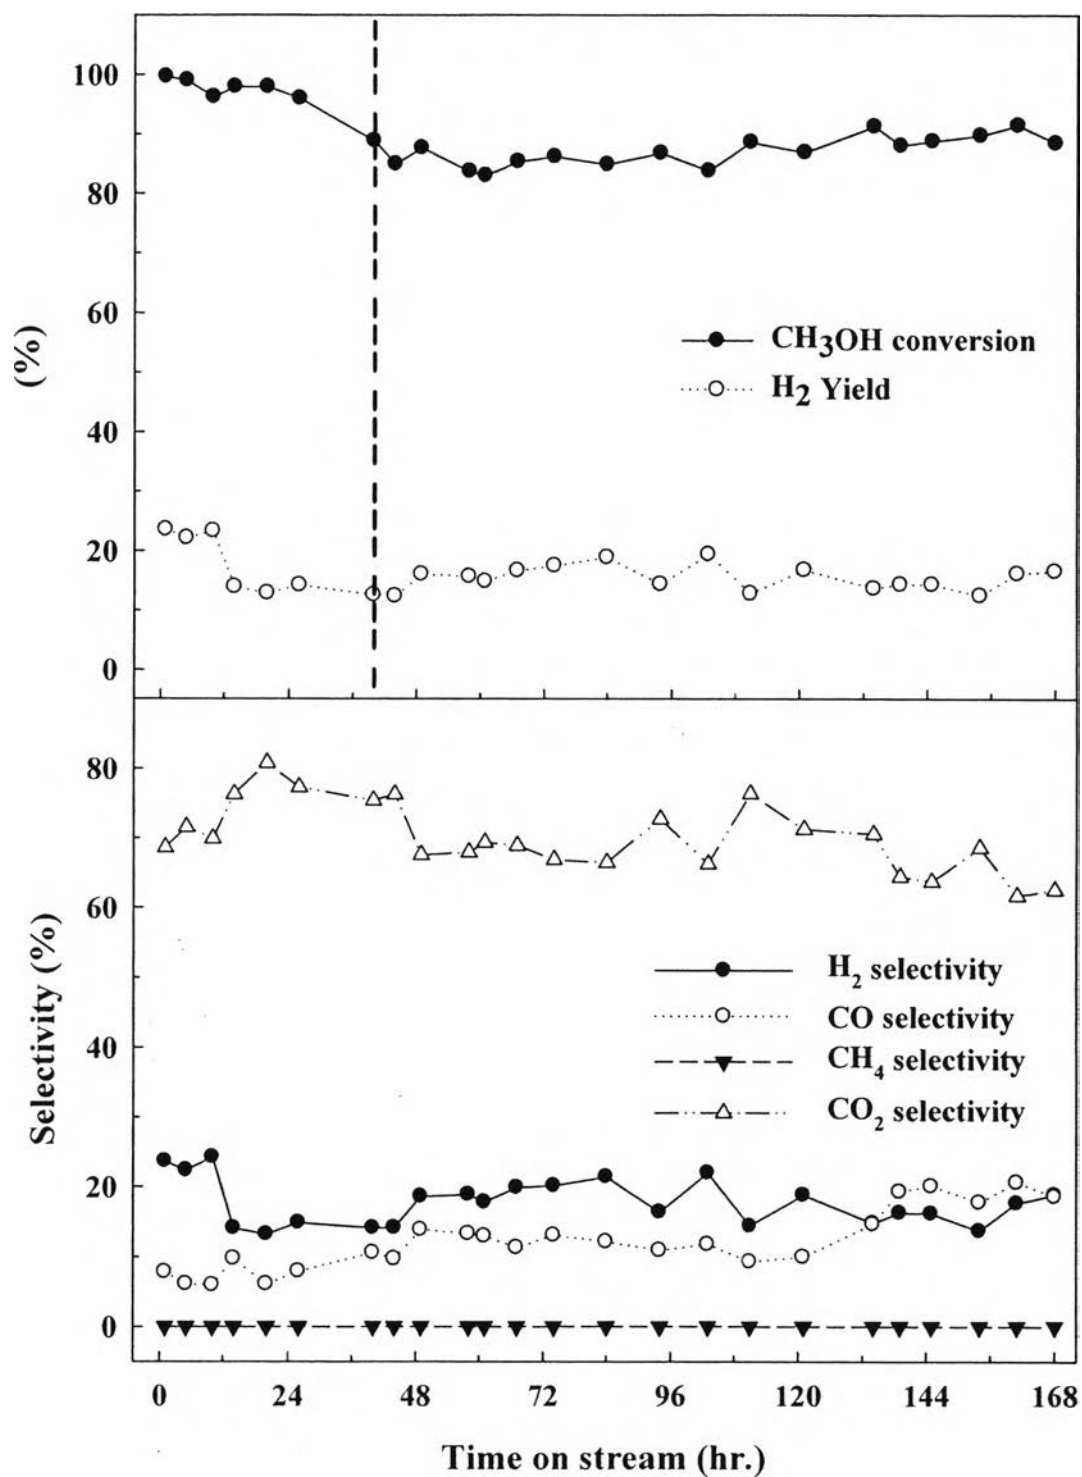 100
80
60
40
20
0
(%)
CH3OH conversion
H2 Yield
80
60
40
20
0
Selectivity (%)
H2 selectivity
CO selectivity
CH4 selectivity
CO2 selectivity
0 24 48 72 96 120 144 168
Time on stream (hr.)